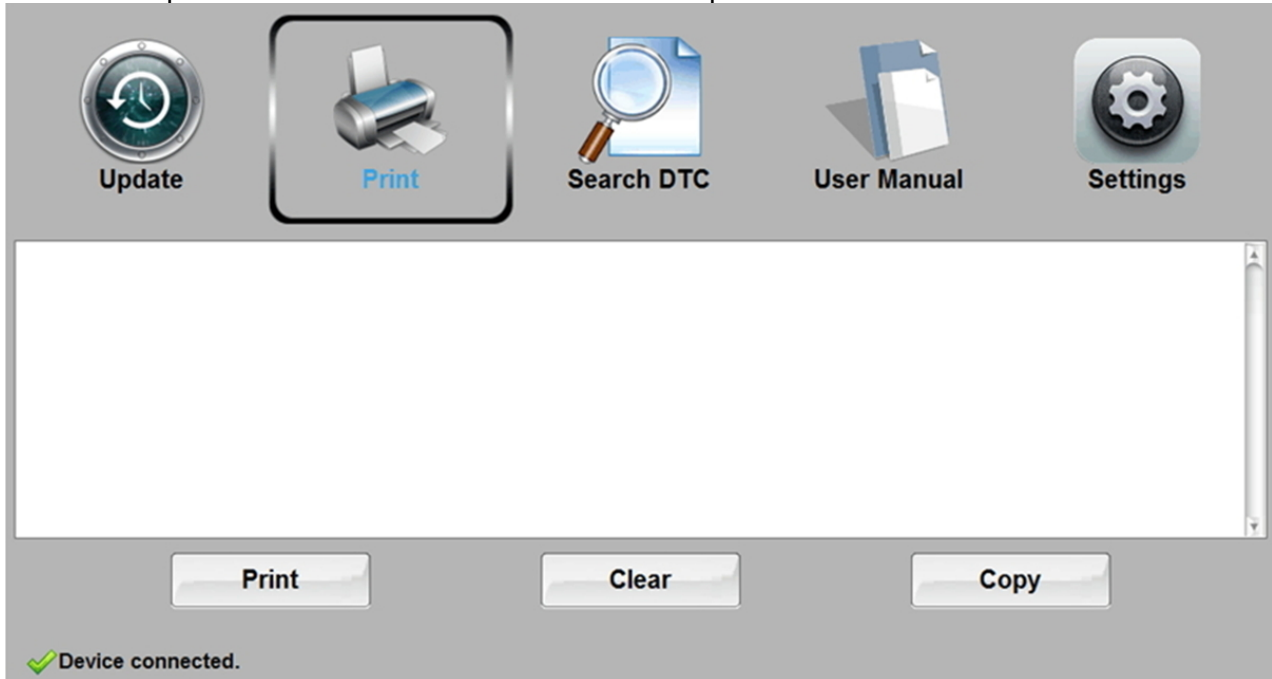 Update
Print
Search DTC
User Manual
Settings
Print
Clear
Copy
Device connected.